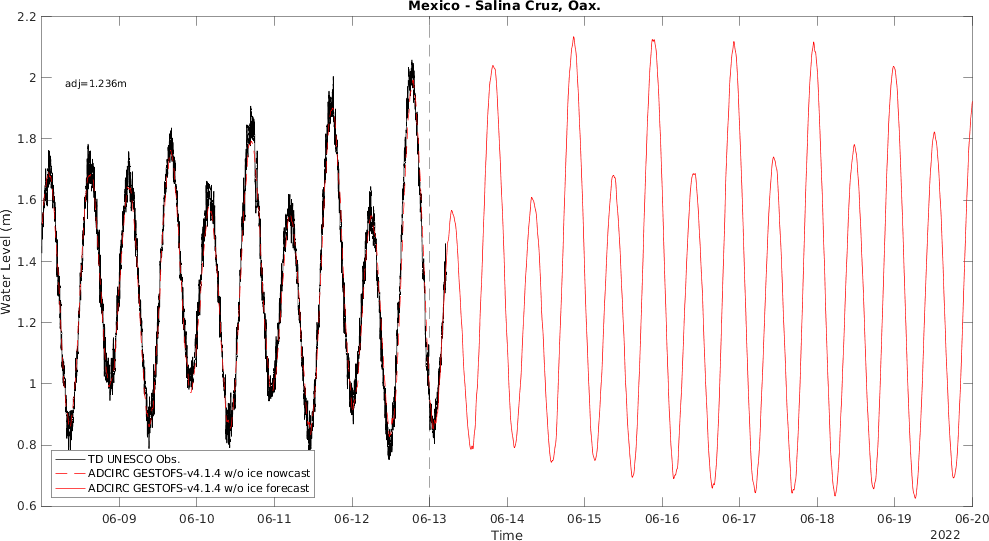 Mexico - Salina Cruz, Oax.
2.2
2
1.8
1.6
1.4
1.2
1
0.8
0.6
Water Level (m)
adj=1.236m
TD UNESCO Obs.
ADCIRC GESTOFS-v4.1.4 w/o ice nowcast
ADCIRC GESTOFS-v4.1.4 w/o ice forecast
06-09 06-10 06-11 06-12 06-13 06-14 06-15 06-16 06-17 06-18 06-19 06-20
Time
2022